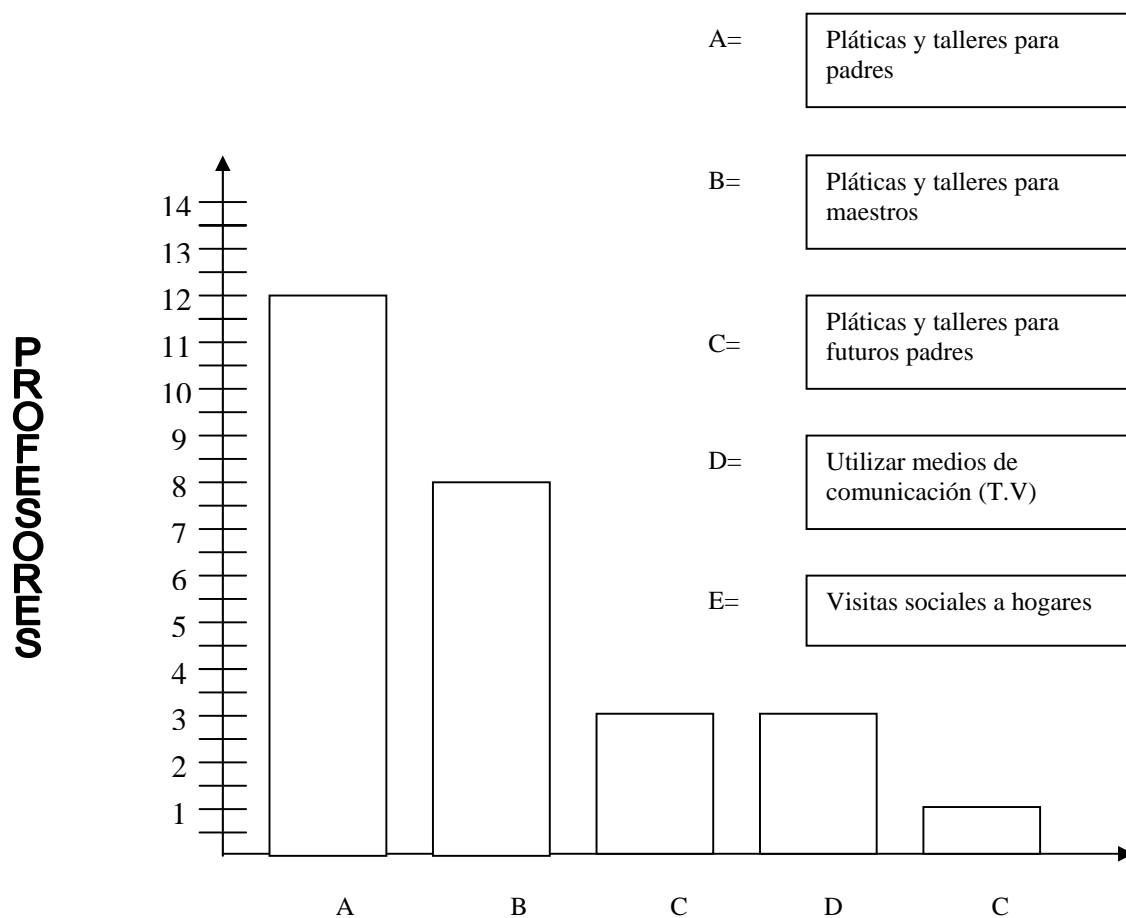 A=
Pláticas y talleres para
padres
B=
Pláticas y talleres para
maestros
C=
Pláticas y talleres para
futuros padres
D=
Utilizar medios de
comunicación (T.V)
E=
Visitas sociales a hogares
PROFESORES
14
13
12
11
10
9
8
7
6
5
4
3
2
1
A B C D C